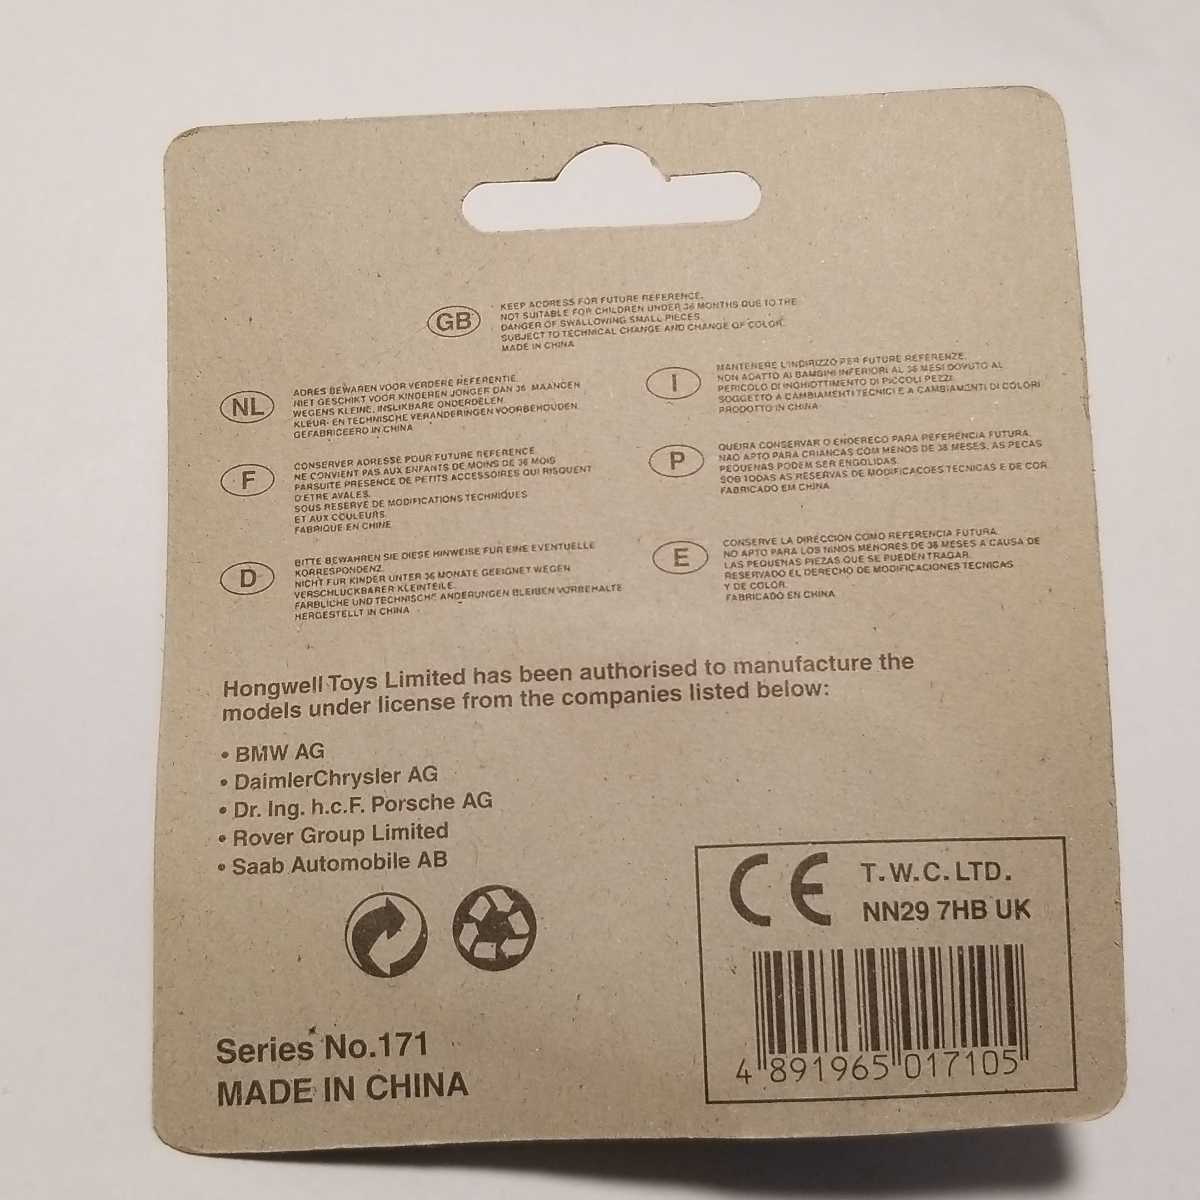 GB
KEEP ADDRESS FOR FUTURE REFERENCE.
NOT SUITABLE FOR CHILDREN UNDER 36 MONTHS DUE TO THE
DANGER OF SWALLOWING SMALL PIECES.
SUBJECT TO TECHNICAL CHANGE AND CHANGE OF COLOR.
MADE IN CHINA
NL
ADRES BEWAREN VOOR VERDERE REFERENTIE.
NIET GESCHIKT VOOR KINDEREN JONGER DAN 36 MAANDEN
WEGENS KLEINE, INSLIKBARE ONDERDELEN.
KLEUR- EN TECHNISCHE VERANDERINGEN VOORBEHOUDEN.
GEFABRICEERD IN CHINA
F
CONSERVER ADRESSE POUR FUTURE REFERENCE.
NE CONVIENT PAS AUX ENFANTS DE MOINS DE 36 MOIS
PARSUITE PRESENCE DE PETITS ACCESSOIRES QUI RISQUENT
D'ETRE AVALES.
SOUS RESERVE DE MODIFICATIONS TECHNIQUES
ET AUX COULEURS.
FABRIQUE EN CHINE
D
BITTE BEWAHREN SIE DIESE HINWEISE FUR EINE EVENTUELLE
KORRESPONDENZ.
NICHT FUR KINDER UNTER 36 MONATE GEEIGNET WEGEN
VERSCHLUCKBARER KLEINTEILE.
FARBLICHE UND TECHNISCHE ANDERUNGEN BLEIBEN VORBEHALTE
HERGESTELLT IN CHINA
I
MANTENERE L'INDIRIZZO PER FUTURE REFERENZE.
NON ADATTO AI BAMBINI INFERIORI AL 36 MESI DOVUTO AL
PERICOLO DI INGHIOTTIMENTO DI PICCOLI PEZZI.
SOGGETTO A CAMBIAMENTI TECNICI E A CAMBIAMENTI DI COLORI
PRODOTTO IN CHINA
P
QUEIRA CONSERVAR O ENDERECO PARA REFERENCIA FUTURA.
NAO APTO PARA CRIANCAS COM MENOS DE 36 MESES. AS PECAS
PEQUENAS PODEM SER ENGOLIDAS.
SOB TODAS AS RESERVAS DE MODIFICACOES TECNICAS E DE COR.
FABRICADO EM CHINA
E
CONSERVE LA DIRECCION COMO REFERENCIA FUTURA.
NO APTO PARA LOS NINOS MENORES DE 36 MESES A CAUSA DE
LAS PEQUENAS PIEZAS QUE SE PUEDEN TRAGAR.
RESERVADO EL DERECHO DE MODIFICACIONES TECNICAS
Y DE COLOR.
FABRICADO EN CHINA
Hongwell Toys Limited has been authorised to manufacture the
models under license from the companies listed below:
• BMW AG
• DaimlerChrysler AG
• Dr. Ing. h.c.F. Porsche AG
• Rover Group Limited
• Saab Automobile AB
Series No.171
MADE IN CHINA
CE
T.W.C. LTD.
NN29 7HB UK
4 891965 017105